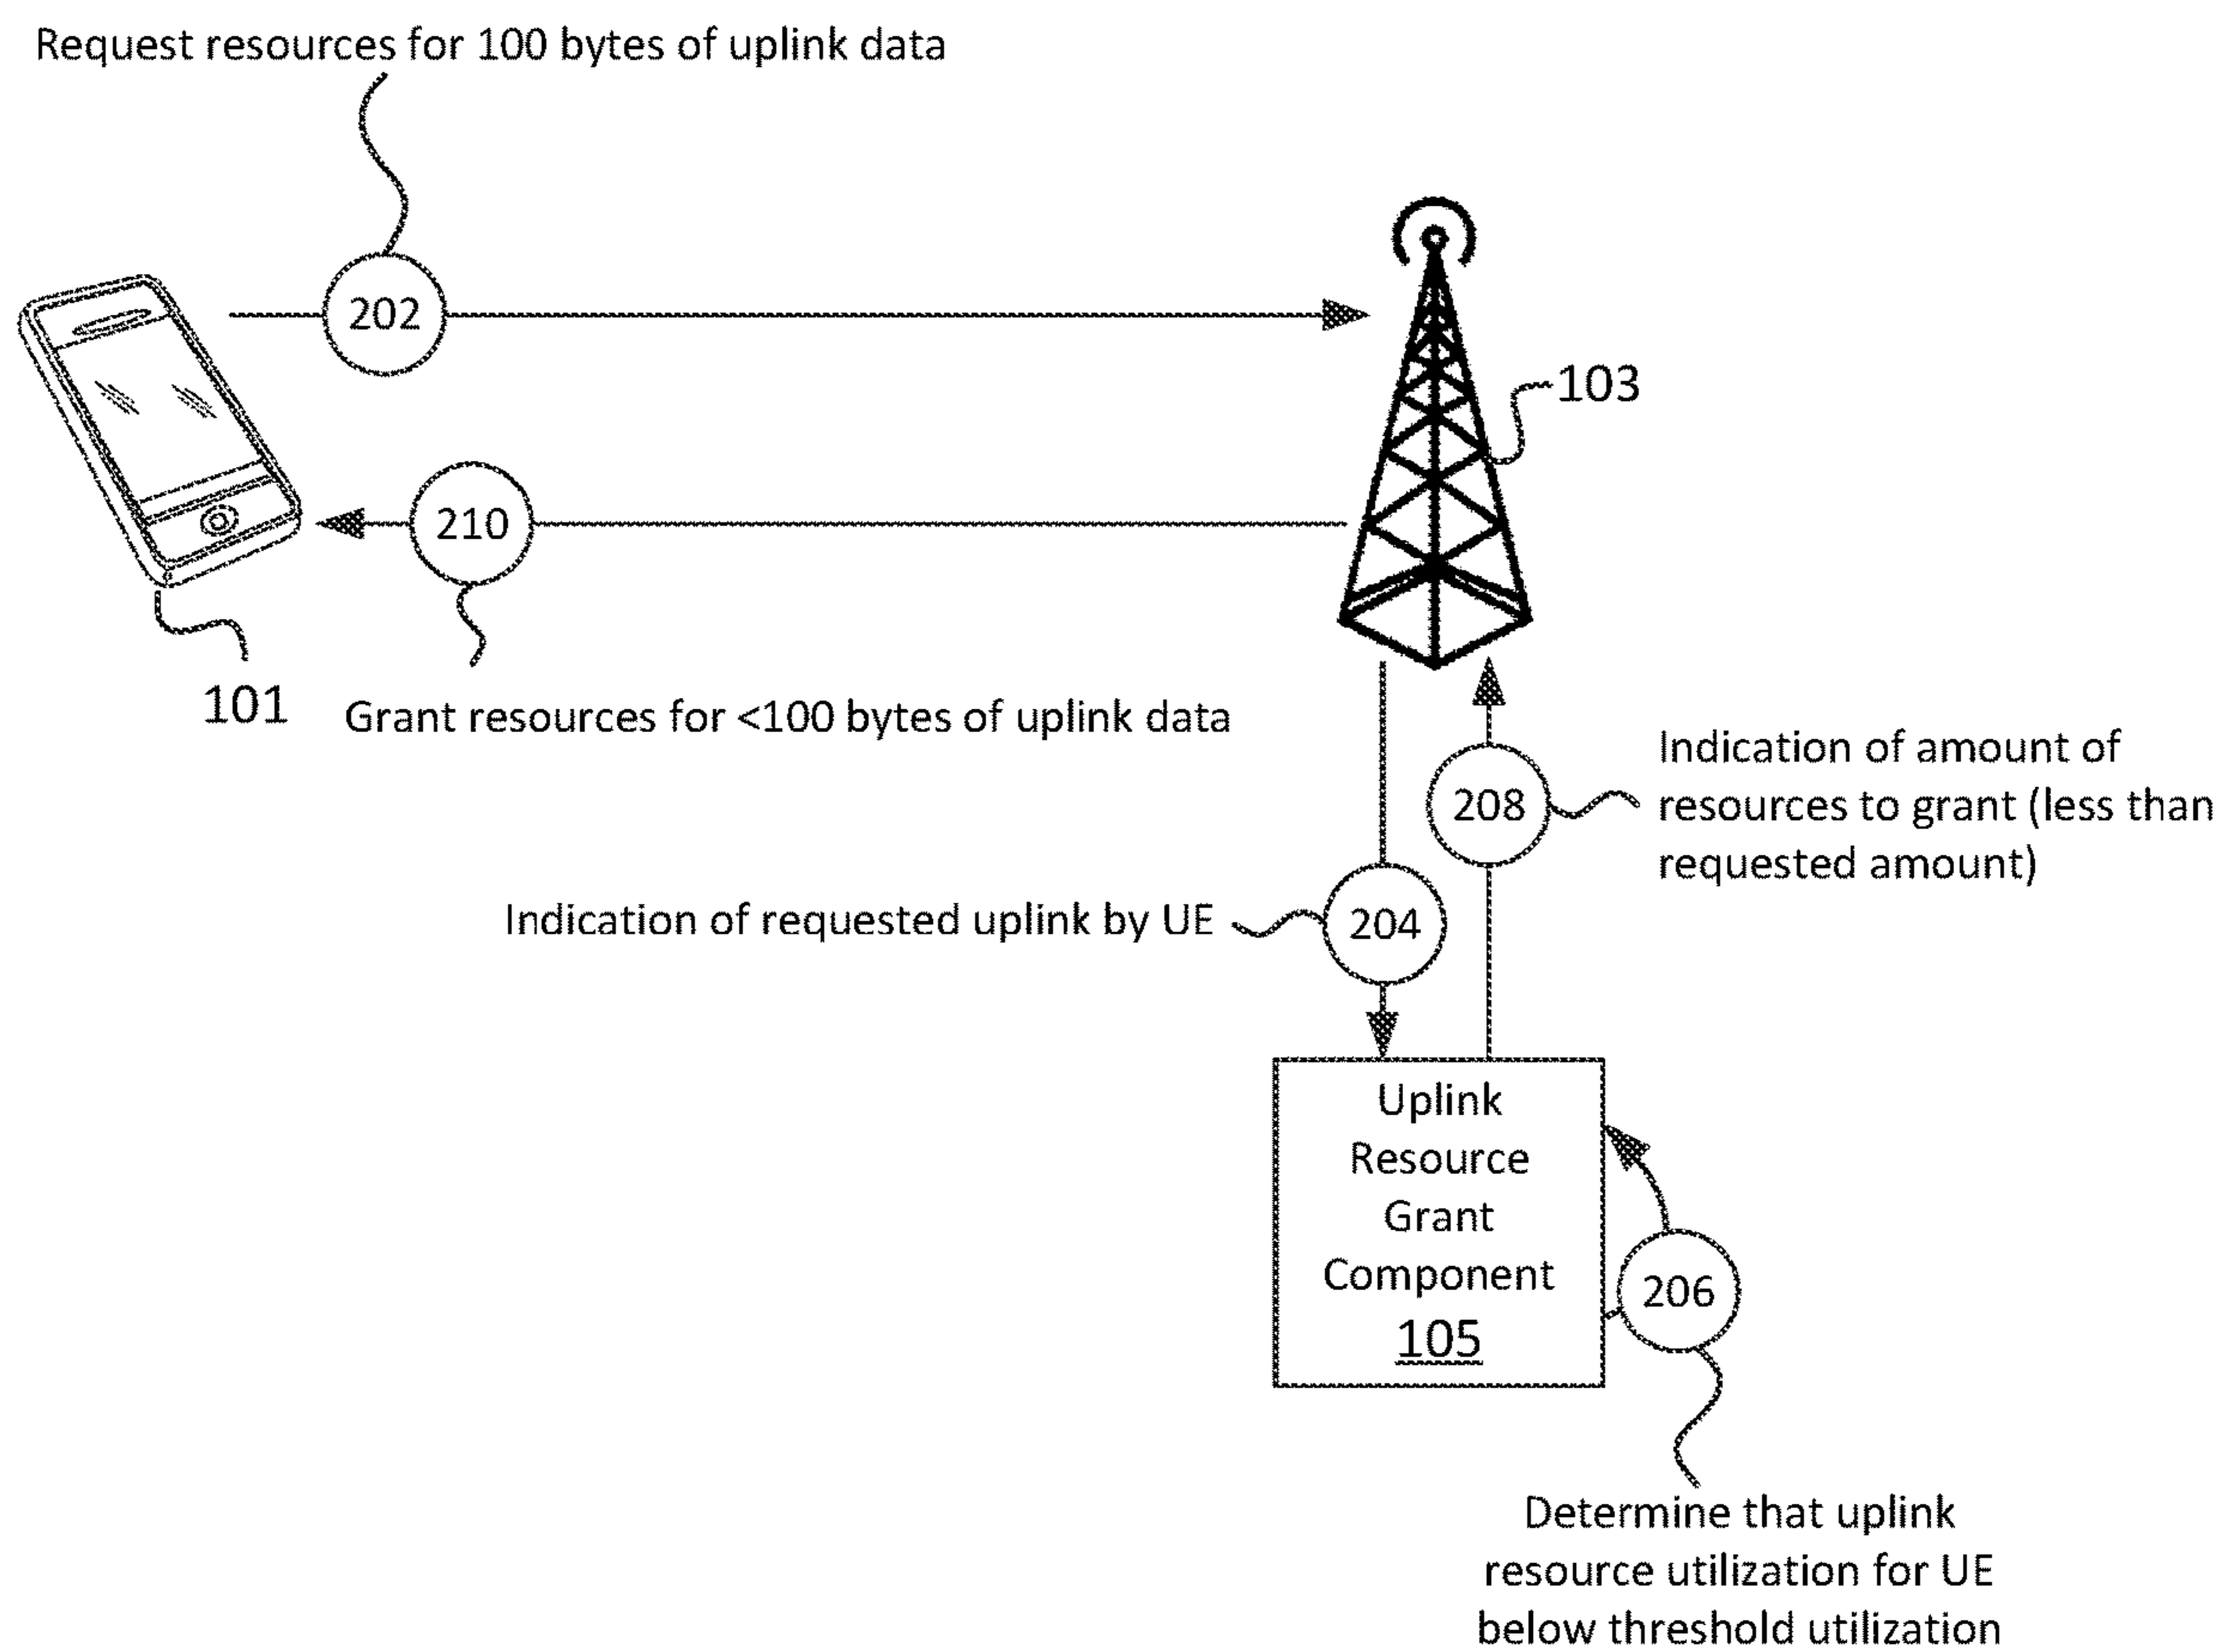 Request resources for 100 bytes of uplink data
202
103
210
101
Grant resources for <100 bytes of uplink data
Indication of amount of
resources to grant (less than
requested amount)
208
Indication of requested uplink by UE
204
Uplink
Resource
Grant
Component
105
206
Determine that uplink
resource utilization for UE
below threshold utilization